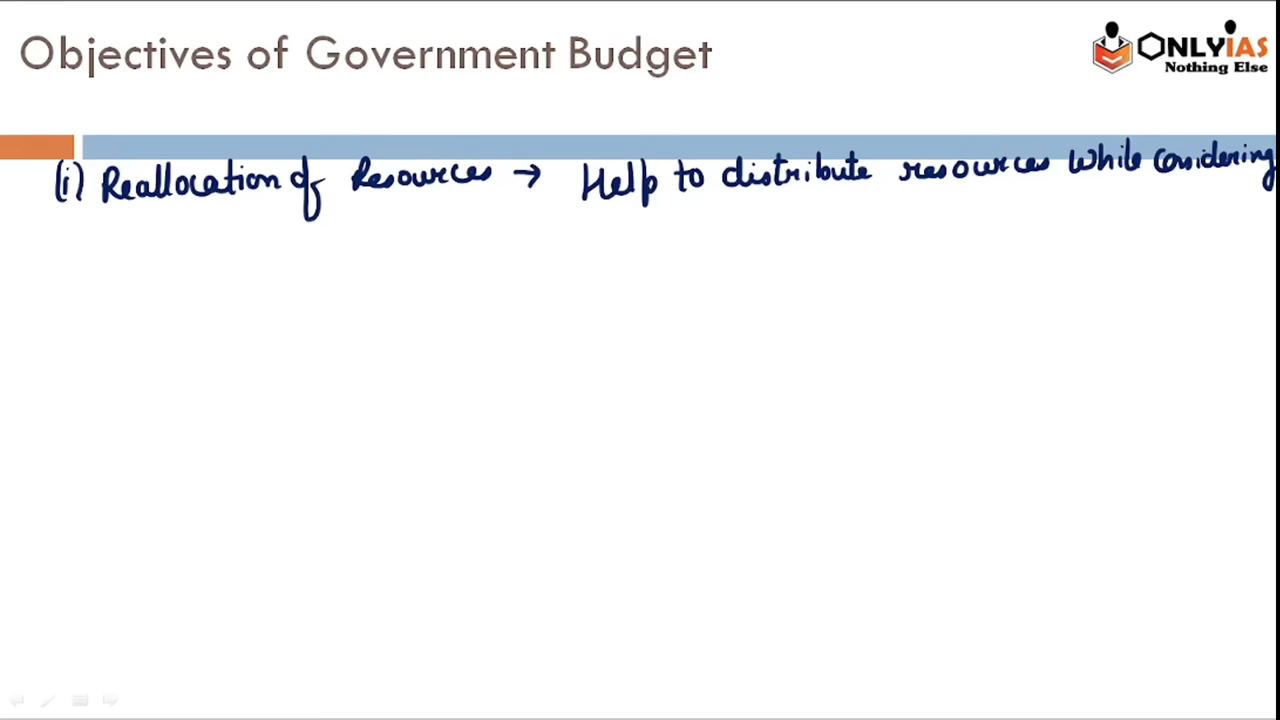 Objectives of Government Budget
ONLYIAS
Nothing Else
(i) Reallocation of Resources → Help to distribute resources while considering